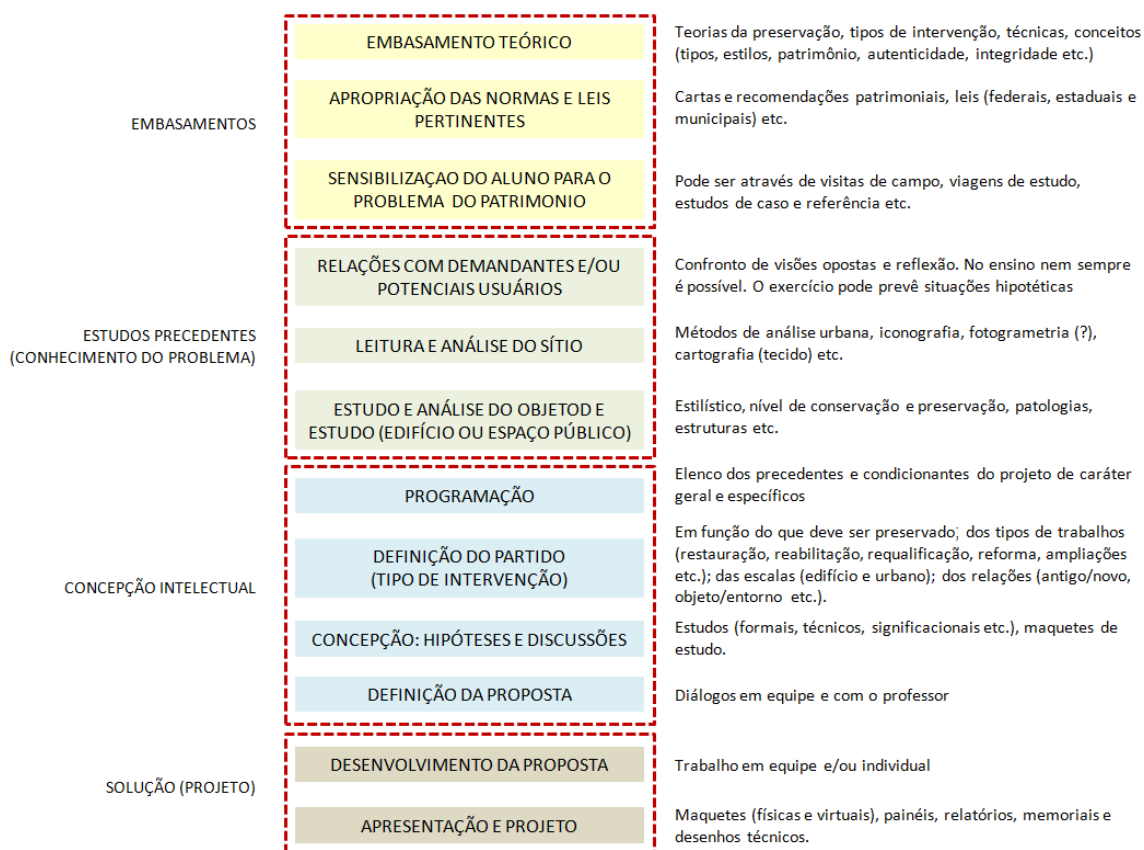 EMBASAMENTOS
EMBASAMENTO TEÓRICO
Teorias da preservação, tipos de intervenção, técnicas, conceitos
(tipos, estilos, patrimônio, autenticidade, integridade etc.)
APROPRIAÇÃO DAS NORMAS E LEIS
PERTINENTES
Cartas e recomendações patrimoniais, leis (federais, estaduais e
municipais) etc.
SENSIBILIZAÇAO DO ALUNO PARA O
PROBLEMA DO PATRIMONIO
Pode ser através de visitas de campo, viagens de estudo,
estudos de caso e referência etc.
ESTUDOS PRECEDENTES
(CONHECIMENTO DO PROBLEMA)
RELAÇÕES COM DEMANDANTES E/OU
POTENCIAIS USUÁRIOS
Confronto de visões opostas e reflexão. No ensino nem sempre
é possível. O exercício pode prevê situações hipotéticas
LEITURA E ANÁLISE DO SÍTIO
Métodos de análise urbana, iconografia, fotogrametria (?),
cartografia (tecido) etc.
ESTUDO E ANÁLISE DO OBJETOD E
ESTUDO (EDIFÍCIO OU ESPAÇO PÚBLICO)
Estilístico, nível de conservação e preservação, patologias,
estruturas etc.
CONCEPÇÃO INTELECTUAL
PROGRAMAÇÃO
Elenco dos precedentes e condicionantes do projeto de caráter
geral e específicos
DEFINIÇÃO DO PARTIDO
(TIPO DE INTERVENÇÃO)
Em função do que deve ser preservado; dos tipos de trabalhos
(restauração, reabilitação, requalificação, reforma, ampliações
etc.); das escalas (edifício e urbano); dos relações (antigo/novo,
objeto/entorno etc.).
CONCEPÇÃO: HIPÓTESES E DISCUSSÕES
Estudos (formais, técnicos, significacionais etc.), maquetes de
estudo.
DEFINIÇÃO DA PROPOSTA
Diálogos em equipe e com o professor
SOLUÇÃO (PROJETO)
DESENVOLVIMENTO DA PROPOSTA
Trabalho em equipe e/ou individual
APRESENTAÇÃO E PROJETO
Maquetes (físicas e virtuais), painéis, relatórios, memoriais e
desenhos técnicos.